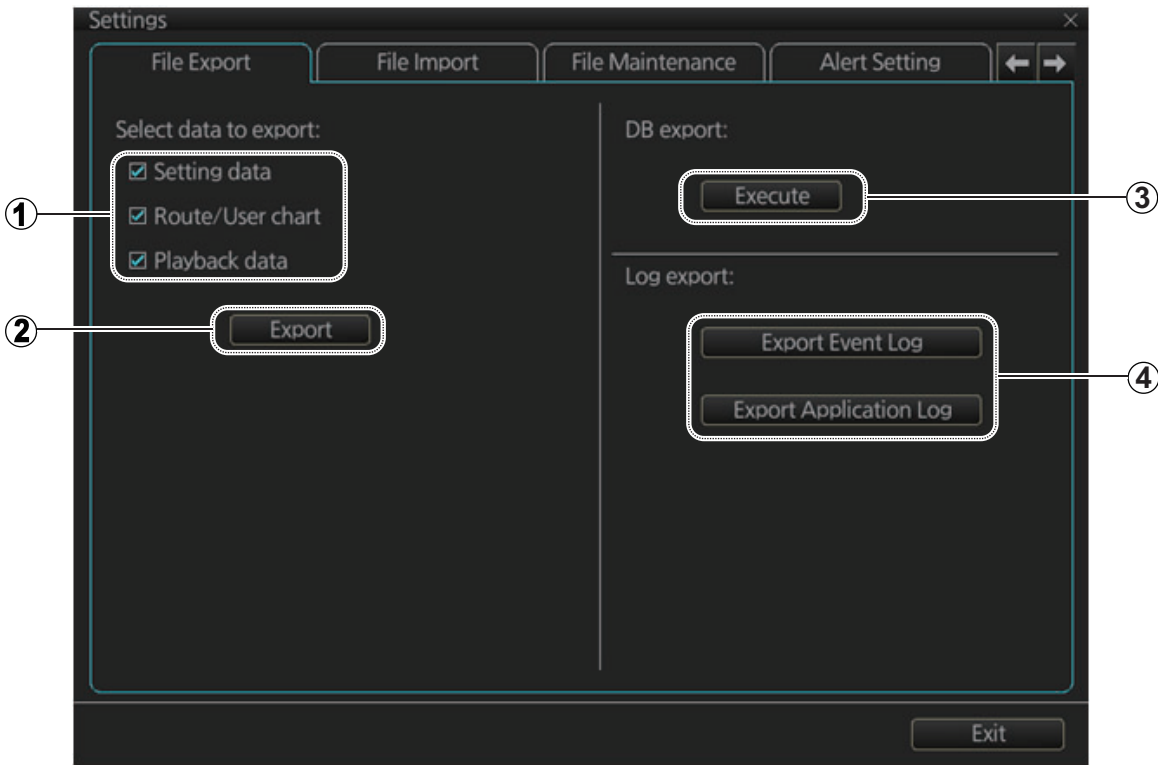 Settings
File Export
File Import
File Maintenance
Alert Setting
Select data to export:
Setting data
Route/User chart
Playback data
Export
DB export:
Execute
Log export:
Export Event Log
Export Application Log
Exit
1
2
3
4